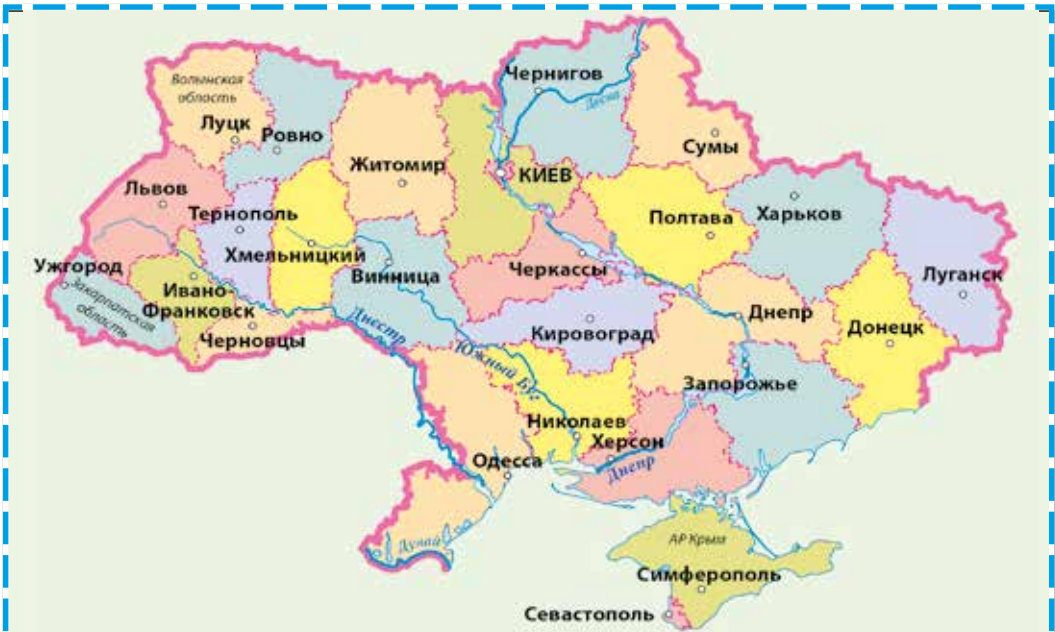 Чернигов
Десна
Волынская
область
Луцк
Ровно
Сумы
Житомир
КИЕВ
Львов
Тернополь
Полтава
Харьков
Хмельницкий
Винница
Черкассы
Ужгород
Луганск
Закарпатская
область
Ивано-
Франковск
Черновцы
Днестр
Кировоград
Днепр
Донецк
Южный Буг
Запорожье
Николаев
Херсон
Одесса
Днепр
Дунай
АР Крым
Симферополь
Севастополь